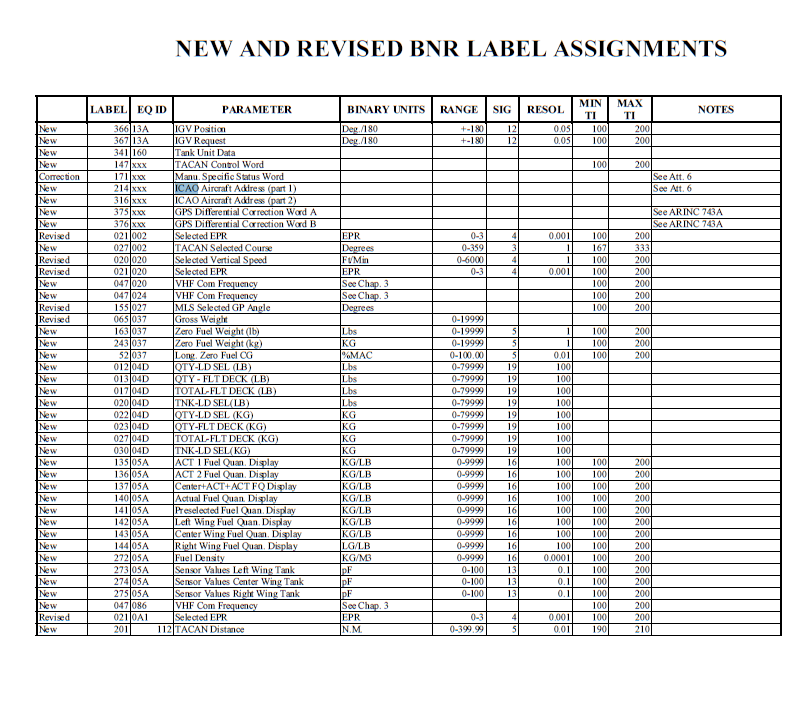 NEW AND REVISED BNR LABEL ASSIGNMENTS
LABEL EQ ID PARAMETER BINARY UNITS RANGE SIG RESOL MIN TI MAX TI NOTES
New 366 13A IGV Position Deg./180 +-180 12 0.05 100 200
New 367 13A IGV Request Deg./180 +-180 12 0.05 100 200
New 341 160 Tank Unit Data
New 147 xxx TACAN Control Word 100 200
Correction 171 xxx Manu. Specific Status Word See Att. 6
New 214 xxx ICAO Aircraft Address (part 1) See Att. 6
New 316 xxx ICAO Aircraft Address (part 2)
New 375 xxx GPS Differential Correction Word A See ARINC 743A
New 376 xxx GPS Differential Correction Word B See ARINC 743A
Revised 021 002 Selected EPR EPR 0-3 4 0.001 100 200
New 027 002 TACAN Selected Course Degrees 0-359 3 1 167 333
Revised 020 020 Selected Vertical Speed Ft/Min 0-6000 4 1 100 200
Revised 021 020 Selected EPR EPR 0-3 4 0.001 100 200
New 047 020 VHF Com Frequency See Chap. 3 100 200
New 047 024 VHF Com Frequency See Chap. 3 100 200
Revised 155 027 MLS Selected GP Angle Degrees 100 200
Revised 065 037 Gross Weight 0-19999
New 163 037 Zero Fuel Weight (lb) Lbs 0-19999 5 1 100 200
New 243 037 Zero Fuel Weight (kg) KG 0-19999 5 1 100 200
New 52 037 Long. Zero Fuel CG %MAC 0-100.00 5 0.01 100 200
New 012 04D QTY-LD SEL (LB) Lbs 0-79999 19 100
New 013 04D QTY - FLT DECK (LB) Lbs 0-79999 19 100
New 017 04D TOTAL-FLT DECK (LB) Lbs 0-79999 19 100
New 020 04D TNK-LD SEL(LB) Lbs 0-79999 19 100
New 022 04D QTY-LD SEL (KG) KG 0-79999 19 100
New 023 04D QTY-FLT DECK (KG) KG 0-79999 19 100
New 027 04D TOTAL-FLT DECK (KG) KG 0-79999 19 100
New 030 04D TNK-LD SEL(KG) KG 0-79999 19 100
New 135 05A ACT 1 Fuel Quan. Display KG/LB 0-9999 16 100 100 200
New 136 05A ACT 2 Fuel Quan. Display KG/LB 0-9999 16 100 100 200
New 137 05A Center+ACT+ACT FQ Display KG/LB 0-9999 16 100 100 200
New 140 05A Actual Fuel Quan. Display KG/LB 0-9999 16 100 100 200
New 141 05A Preselected Fuel Quan. Display KG/LB 0-9999 16 100 100 200
New 142 05A Left Wing Fuel Quan. Display KG/LB 0-9999 16 100 100 200
New 143 05A Center Wing Fuel Quan. Display KG/LB 0-9999 16 100 100 200
New 144 05A Right Wing Fuel Quan. Display LG/LB 0-9999 16 100 100 200
New 272 05A Fuel Density KG/M3 0-9999 16 0.0001 100 200
New 273 05A Sensor Values Left Wing Tank pF 0-100 13 0.1 100 200
New 274 05A Sensor Values Center Wing Tank pF 0-100 13 0.1 100 200
New 275 05A Sensor Values Right Wing Tank pF 0-100 13 0.1 100 200
New 047 086 VHF Com Frequency See Chap. 3 100 200
Revised 021 0A1 Selected EPR EPR 0-3 4 0.001 100 200
New 201 112 TACAN Distance N.M. 0-399.99 5 0.01 190 210